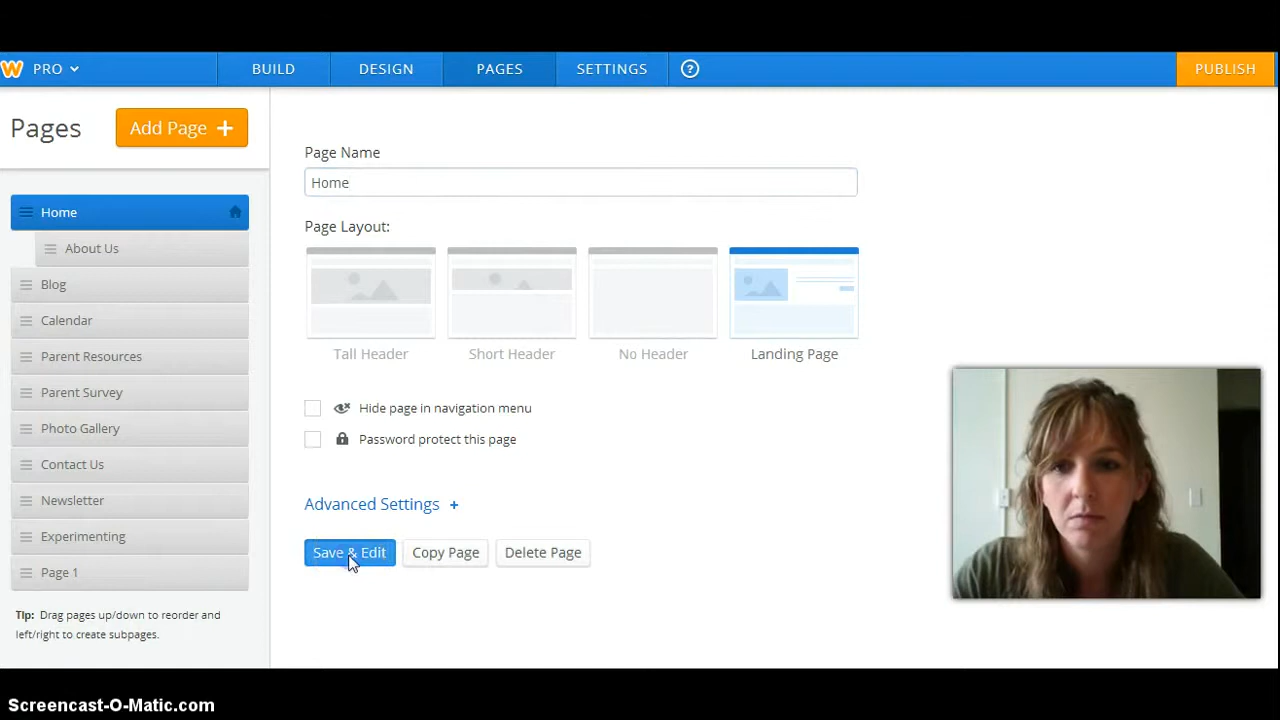 W PRO BUILD DESIGN PAGES SETTINGS ? PUBLISH
Pages
Add Page +
Home
About Us
Blog
Calendar
Parent Resources
Parent Survey
Photo Gallery
Contact Us
Newsletter
Experimenting
Page 1
Tip: Drag pages up/down to reorder and
left/right to create subpages.
Page Name
Home
Page Layout:
Tall Header Short Header No Header Landing Page
Hide page in navigation menu
Password protect this page
Advanced Settings +
Save & Edit Copy Page Delete Page
Screencast-O-Matic.com